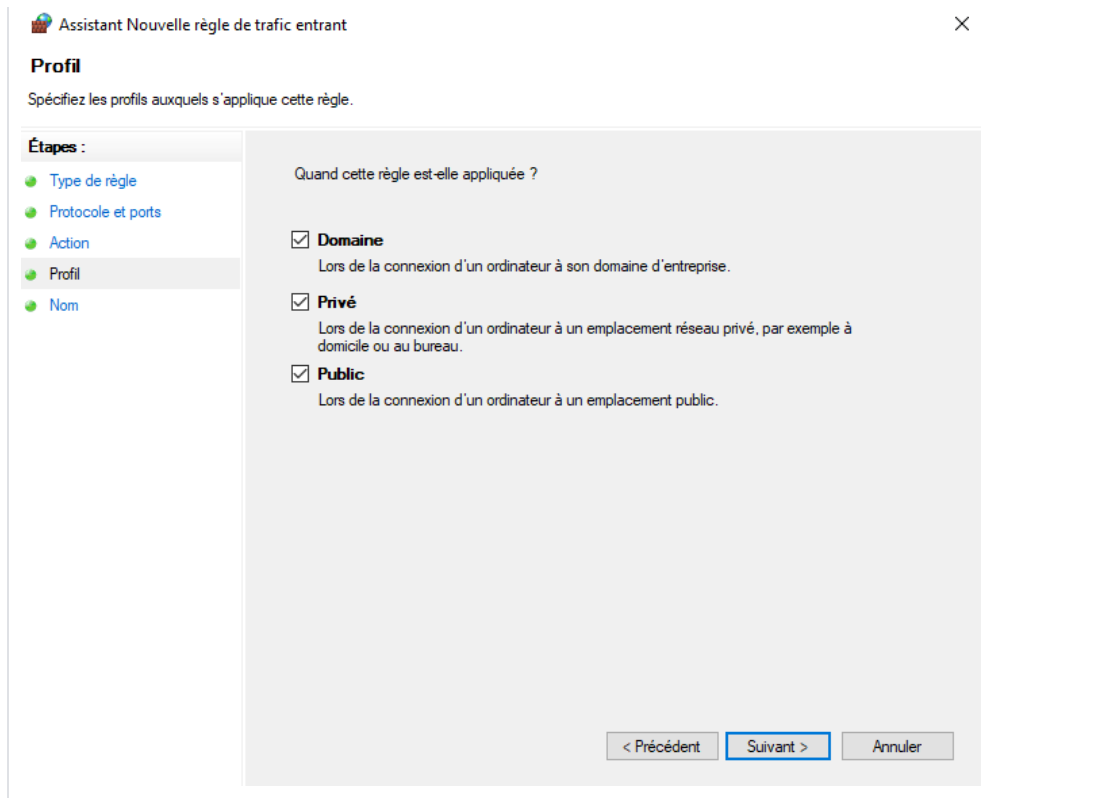 Assistant Nouvelle règle de trafic entrant
Profil
Spécifiez les profils auxquels s'applique cette règle.
Étapes :
Type de règle
Protocole et ports
Action
Profil
Nom
Quand cette règle est-elle appliquée ?
Domaine
Lors de la connexion d'un ordinateur à son domaine d'entreprise.
Privé
Lors de la connexion d'un ordinateur à un emplacement réseau privé, par exemple à
domicile ou au bureau.
Public
Lors de la connexion d'un ordinateur à un emplacement public.
< Précédent
Suivant >
Annuler